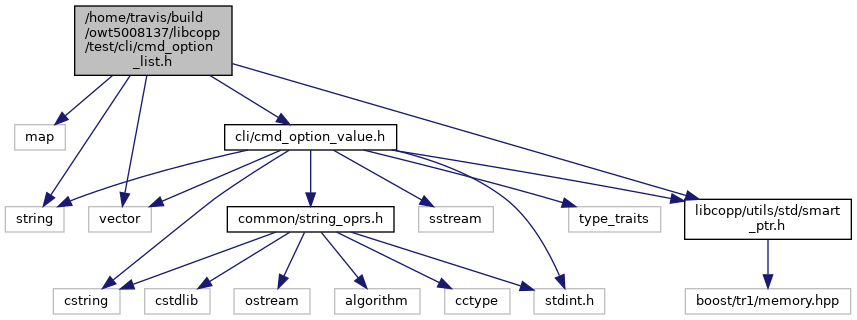 /home/travis/build
/owt5008137/libcopp
/test/cli/cmd_option
_list.h
map
cli/cmd_option_value.h
string
vector
common/string_oprs.h
sstream
type_traits
libcopp/utils/std/smart
_ptr.h
cstring
cstdlib
ostream
algorithm
cctype
stdint.h
boost/tr1/memory.hpp